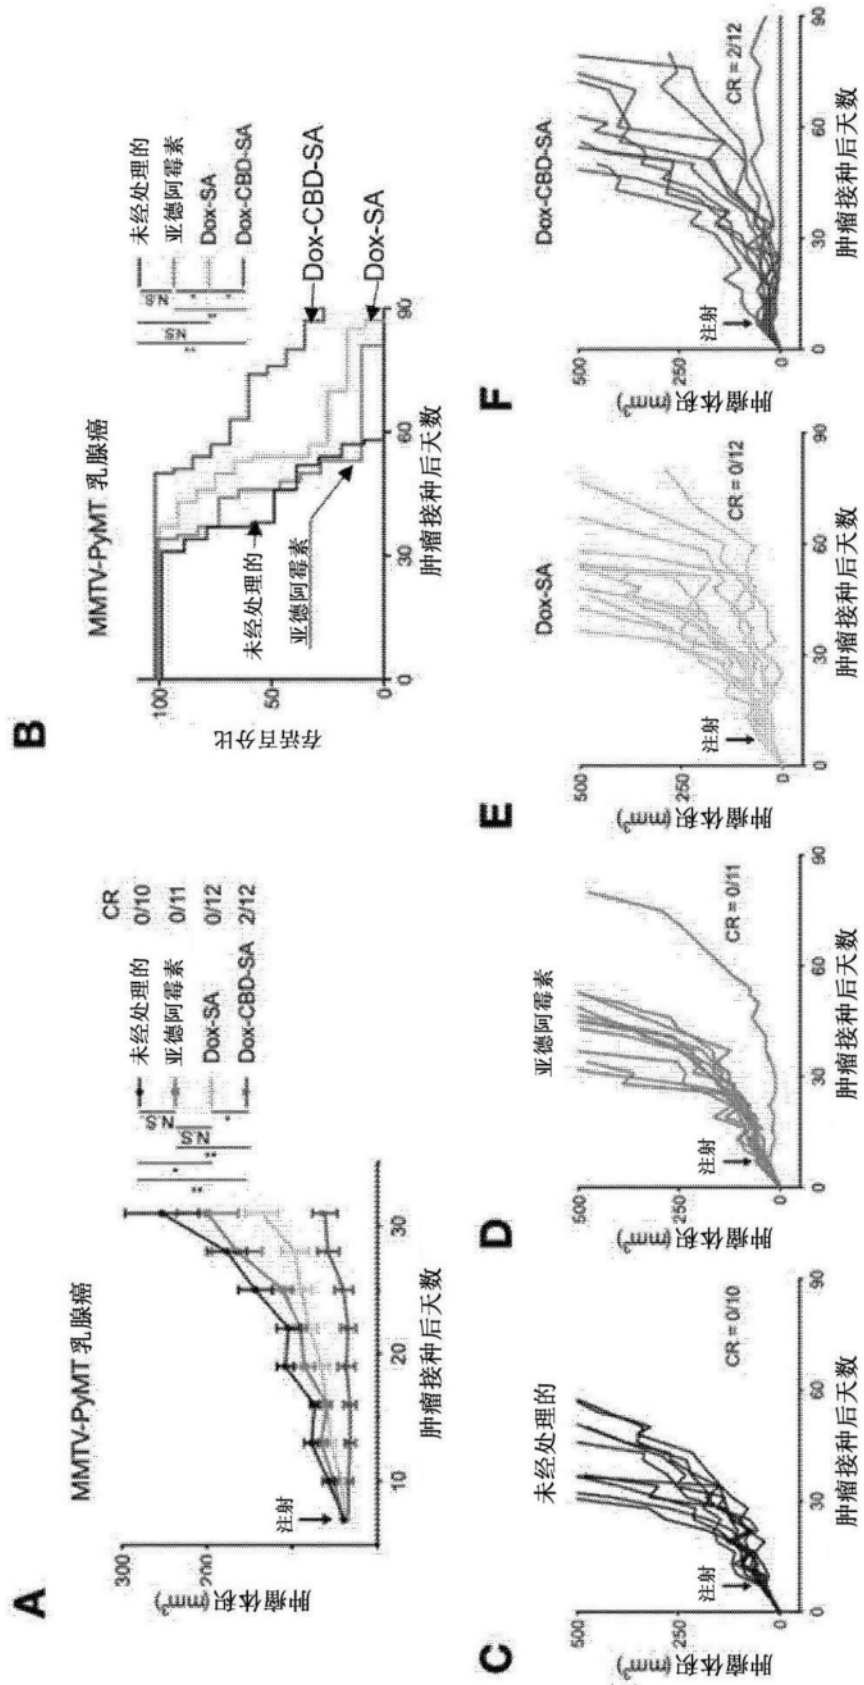 A
MMTV-PyMT 乳腺癌
肿瘤体积 (mm³)
300
200
注射
10
20
30
肿瘤接种后天数
CR
未经处理的 0/10
亚德阿霉素 0/11
Dox-SA 0/12
Dox-CBD-SA 2/12
N.S.
N.S.
**
*
**
*
B
MMTV-PyMT 乳腺癌
存活百分比
100
50
0
0
30
60
90
肿瘤接种后天数
未经处理的
亚德阿霉素
Dox-CBD-SA
Dox-SA
未经处理的
亚德阿霉素
Dox-SA
Dox-CBD-SA
N.S.
N.S.
**
C
未经处理的
肿瘤体积 (mm³)
500
250
0
注射
CR = 0/10
0
30
60
90
肿瘤接种后天数
D
亚德阿霉素
肿瘤体积 (mm³)
500
250
0
注射
CR = 0/11
0
30
60
90
肿瘤接种后天数
E
Dox-SA
肿瘤体积 (mm³)
500
250
0
注射
CR = 0/12
0
30
60
90
肿瘤接种后天数
F
Dox-CBD-SA
肿瘤体积 (mm³)
500
250
0
注射
CR = 2/12
0
30
60
90
肿瘤接种后天数